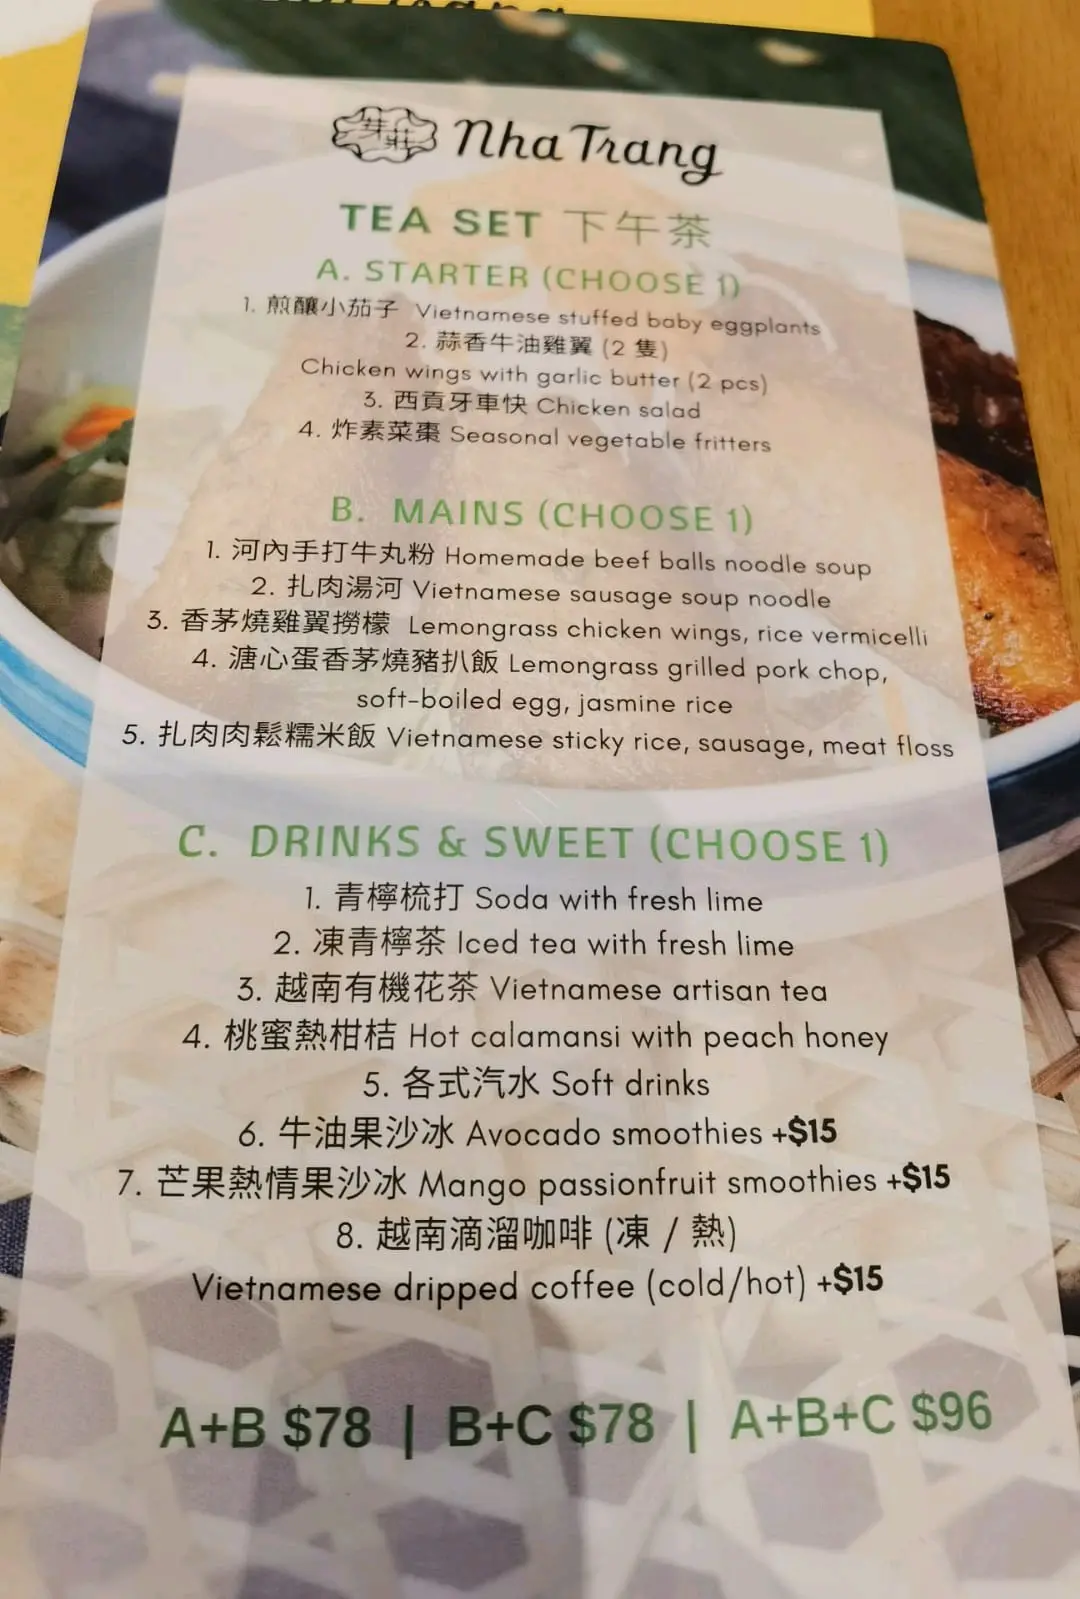 芽莊 Nha Trang
TEA SET 下午茶
A. STARTER (CHOOSE 1)
1. 煎釀小茄子 Vietnamese stuffed baby eggplants
2. 蒜香牛油雞翼 (2 隻)
Chicken wings with garlic butter (2 pcs)
3. 西貢牙車快 Chicken salad
4. 炸素菜棗 Seasonal vegetable fritters
B. MAINS (CHOOSE 1)
1. 河內手打牛丸粉 Homemade beef balls noodle soup
2. 扎肉湯河 Vietnamese sausage soup noodle
3. 香茅燒雞翼撈檬 Lemongrass chicken wings, rice vermicelli
4. 溏心蛋香茅燒豬扒飯 Lemongrass grilled pork chop,
soft-boiled egg, jasmine rice
5. 扎肉肉鬆糯米飯 Vietnamese sticky rice, sausage, meat floss
C. DRINKS & SWEET (CHOOSE 1)
1. 青檸梳打 Soda with fresh lime
2. 凍青檸茶 Iced tea with fresh lime
3. 越南有機花茶 Vietnamese artisan tea
4. 桃蜜熱柑桔 Hot calamansi with peach honey
5. 各式汽水 Soft drinks
6. 牛油果沙冰 Avocado smoothies +$15
7. 芒果熱情果沙冰 Mango passionfruit smoothies +$15
8. 越南滴溜咖啡 (凍 / 熱)
Vietnamese dripped coffee (cold/hot) +$15
A+B $78 | B+C $78 | A+B+C $96